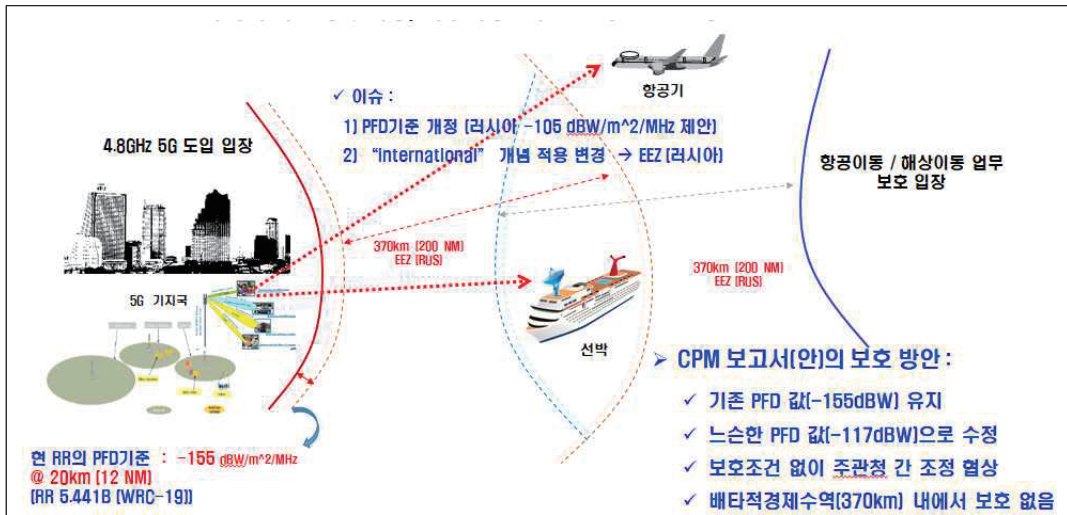 항공기
✓ 이슈 :
1) PFD기준 개정 (러시아 -105 dBW/m^2/MHz 제안)
2) “international” 개념 적용 변경 → EEZ (러시아)
4.8GHz 5G 도입 입장
항공이동 / 해상이동 업무
보호 입장
370km (200 NM)
EEZ (RUS)
370km (200 NM)
EEZ (RUS)
5G 기지국
선박
➢ CPM 보고서(안)의 보호 방안 :
✓ 기존 PFD 값(-155dBW) 유지
✓ 느슨한 PFD 값(-117dBW)으로 수정
✓ 보호조건 없이 주관청 간 조정 협상
✓ 배타적경제수역(370km) 내에서 보호 없음
현 RR의 PFD기준 : -155 dBW/m^2/MHz
@ 20km (12 NM)
(RR 5.441B (WRC-19))